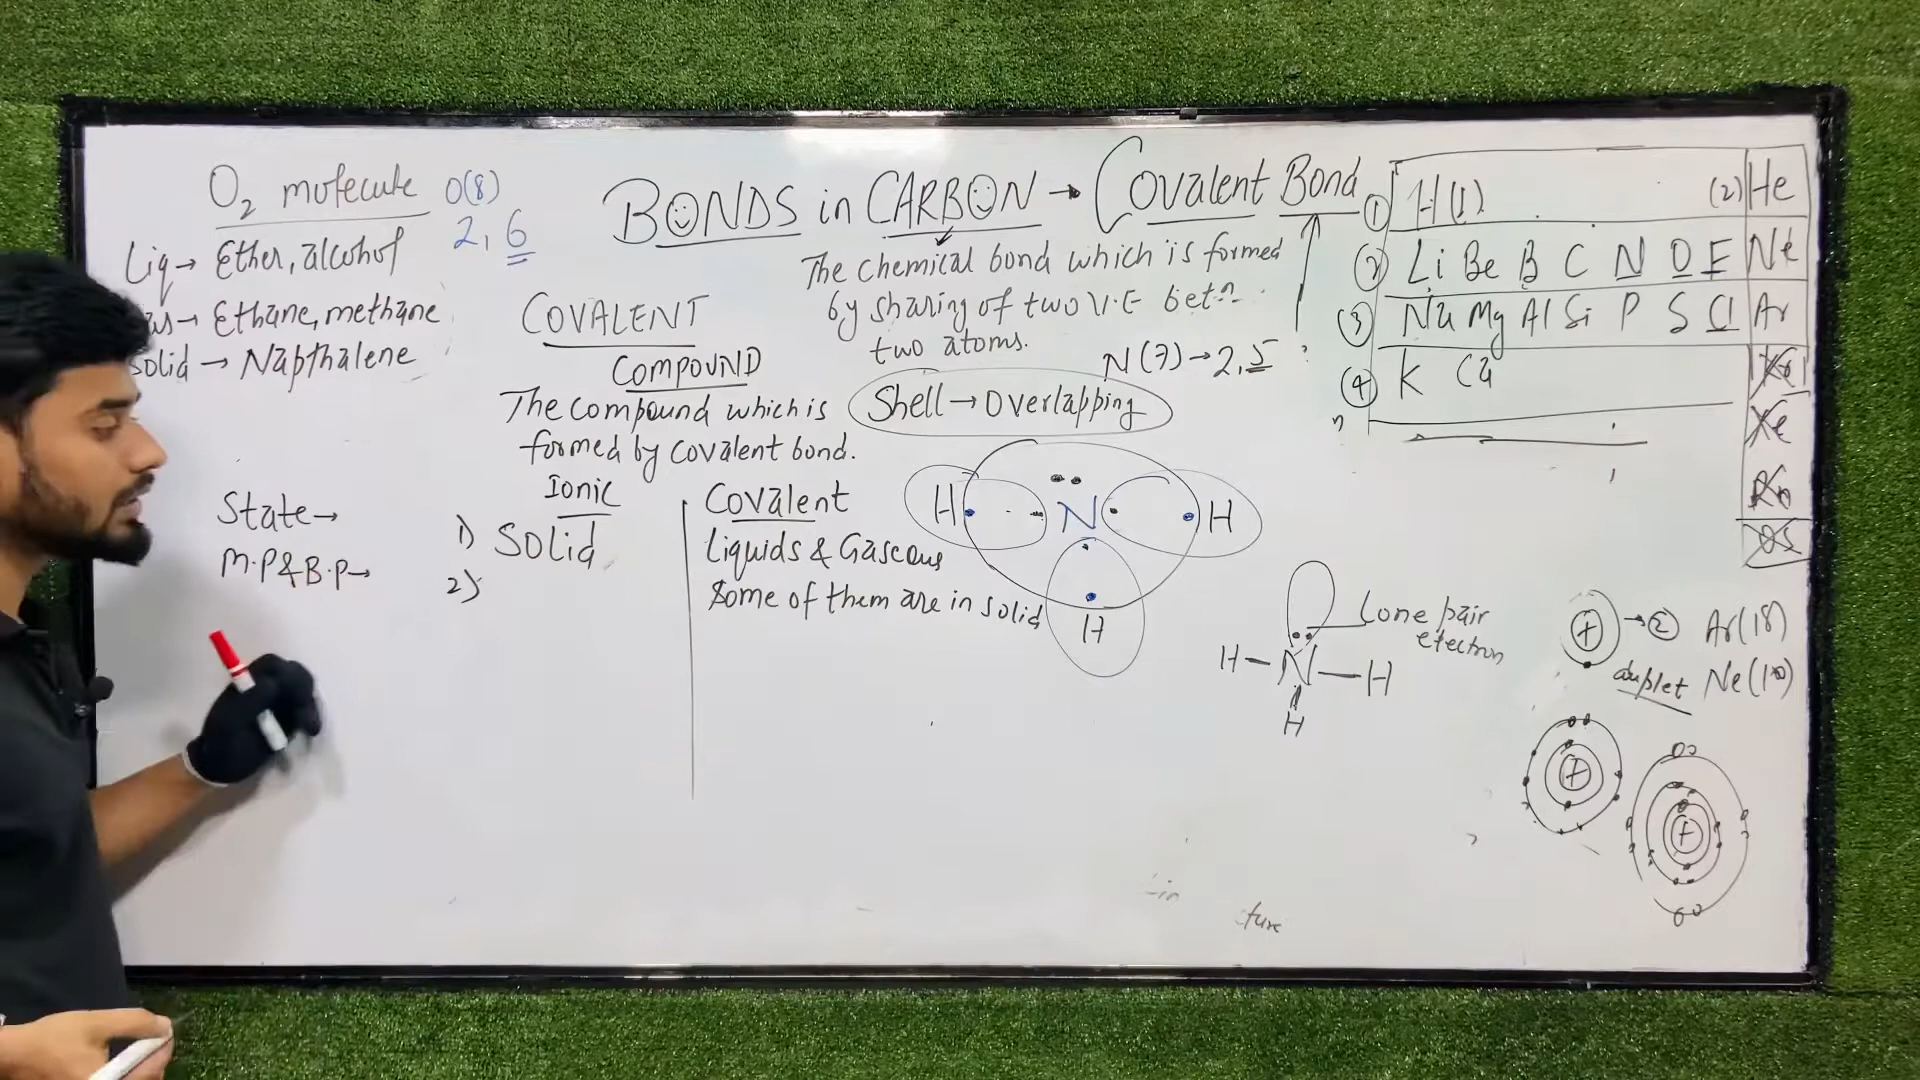 O2 molecule O(8)
2, 6
Liq → Ether, alcohol
→ Ethane, methane
Solid → Napthalene
BONDS in CARBON → Covalent Bond
The chemical bond which is formed
by sharing of two V.E betn
two atoms.
N(7) → 2,5
Shell → Overlapping
COVALENT
COMPOUND
The compound which is
formed by covalent bond.
Ionic
Covalent
State →
1) Solid
Liquids & Gaseous
M.P & B.P →
2)
Some of them are in solid
H N H
H
Lone pair
electron
H — N — H
H
① H(1) (2) He
② Li Be B C N O F Ne
(3) Na Mg Al Si P S Cl Ar
④ K Ca Kr
Xe
Rn
Os
+ → ② Ar(18)
duplet Ne(10)
+
+
ture